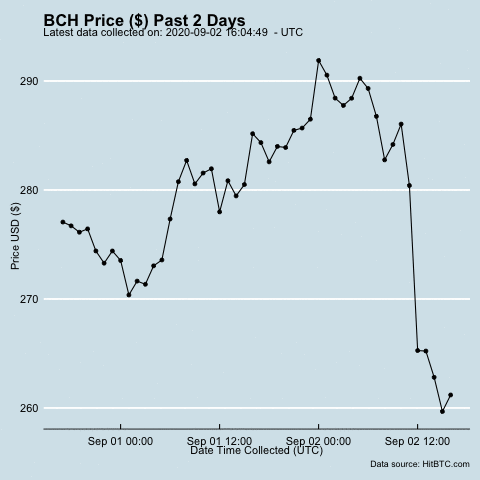 BCH Price ($) Past 2 Days
Latest data collected on: 2020-09-02 16:04:49 - UTC
290
280
270
260
Price USD ($)
Sep 01 00:00 Sep 01 12:00 Sep 02 00:00 Sep 02 12:00
Date Time Collected (UTC)
Data source: HitBTC.com